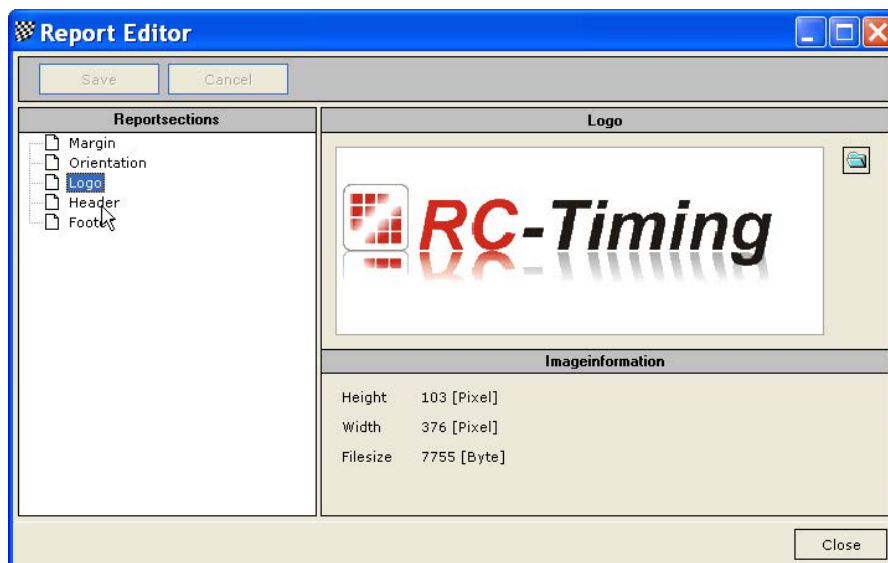 Report Editor
Save Cancel
Reportsections
Margin
Orientation
Logo
Header
Footer
Logo
RC-Timing
Imageinformation
Height 103 [Pixel]
Width 376 [Pixel]
Filesize 7755 [Byte]
Close